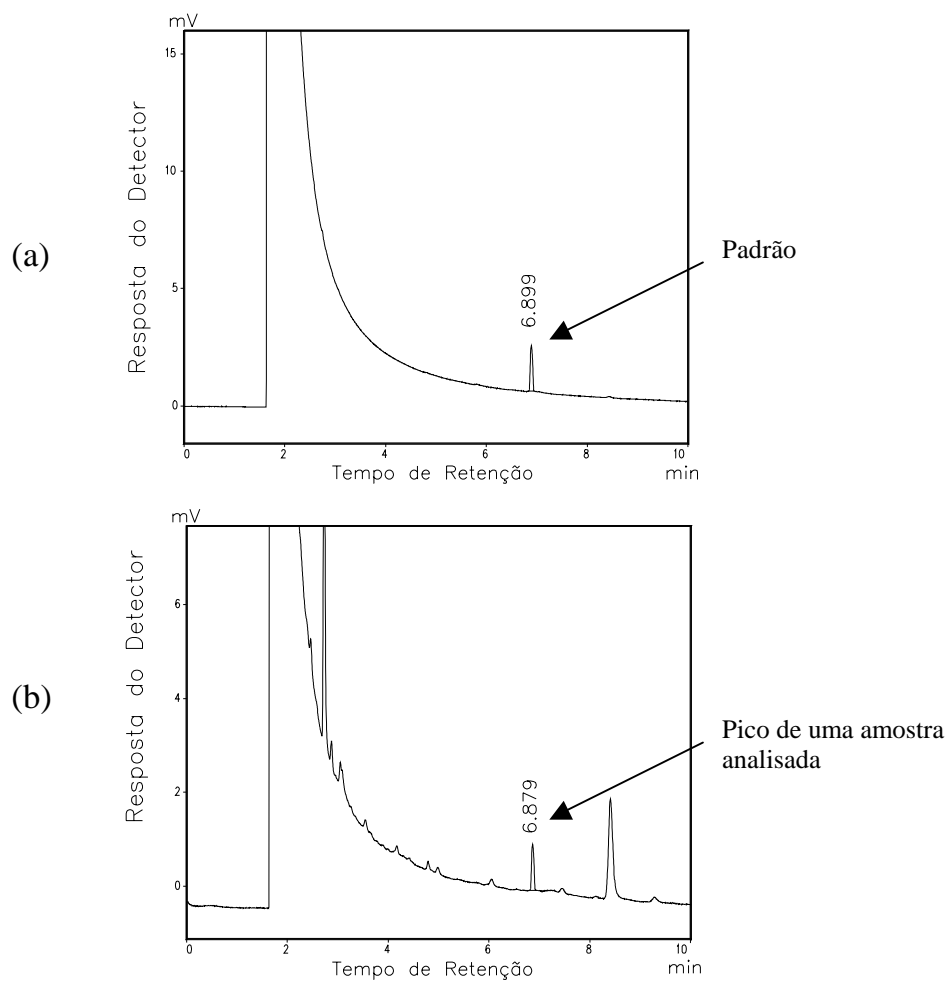 mV
15
10
5
0
Resposta do Detector
(a)
6.899
Padrão
0 2 4 6 8 10
Tempo de Retenção min
mV
6
4
2
0
Resposta do Detector
(b)
6.879
Pico de uma amostra
analisada
0 2 4 6 8 10
Tempo de Retenção min